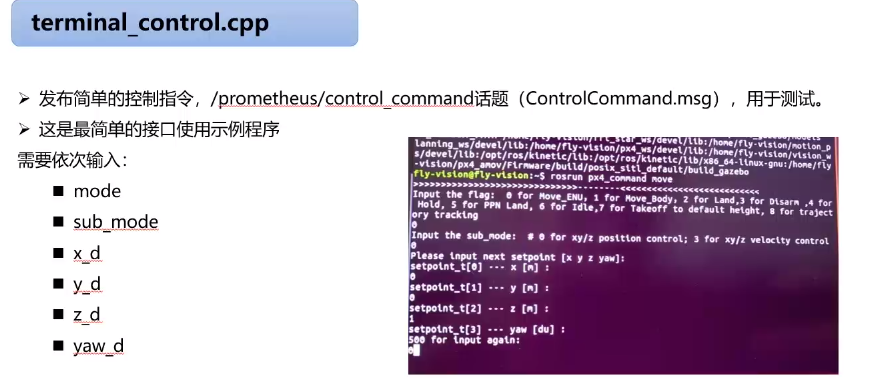 terminal_control.cpp
➢ 发布简单的控制指令，/prometheus/control_command话题（ControlCommand.msg），用于测试。
➢ 这是最简单的接口使用示例程序
需要依次输入：
■ mode
■ sub_mode
■ x_d
■ y_d
■ z_d
■ yaw_d
lanning_ws/devel/lib:/home/fly-vision/motion_p
s/devel/lib:/opt/ros/kinetic/lib:/opt/ros/kinetic/lib/x86_64-linux-gnu:/home/fly
-vision/px4_amov/Firmware/build/posix_sitl_default/build_gazebo
fly-vision@fly-vision:~$ rosrun px4_command move
>>>>>>>>>>>>>>>>>>>>>>>>>>>>>>>--------<<<<<<<<<<<<<<<<<<<<<<<<<<<
Input the flag:  0 for Move_ENU, 1 for Move_Body, 2 for Land,3 for Disarm ,4 for
Hold, 5 for PPN Land, 6 for Idle,7 for Takeoff to default height, 8 for traject
ory tracking
0
Input the sub_mode:  # 0 for xy/z position control; 3 for xy/z velocity control
0
Please input next setpoint [x y z yaw]:
setpoint_t[0] --- x [m] :
0
setpoint_t[1] --- y [m] :
0
setpoint_t[2] --- z [m] :
1
setpoint_t[3] --- yaw [du] :
500 for input again:
0